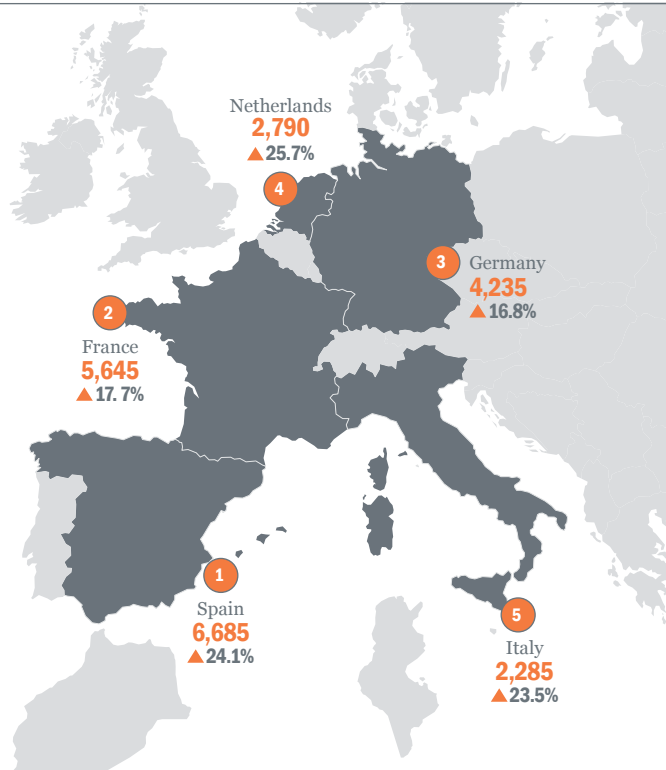 Netherlands
2,790
▲ 25.7%
4
3
Germany
4,235
▲ 16.8%
2
France
5,645
▲ 17. 7%
1
Spain
6,685
▲ 24.1%
5
Italy
2,285
▲ 23.5%